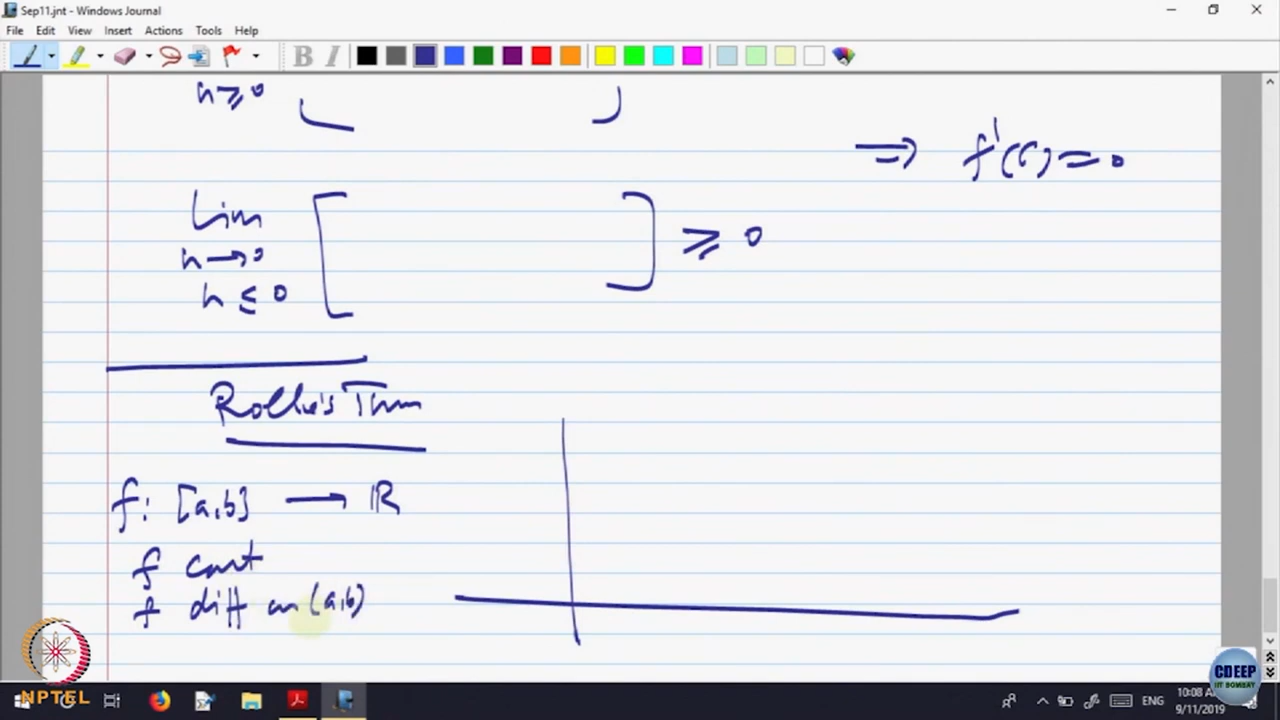 Sep11.jnt - Windows Journal
File Edit View Insert Actions Tools Help
B I
h ≥ 0
⇒ f'(c) = 0
lim
h → 0
h ≤ 0
[ ] ≥ 0
Rolle's Thm
f: [a,b] → ℝ
f cont
f diff on (a,b)
NPTEL
CDEEP
IIT BOMBAY
ENG
10:08 A
9/11/2019